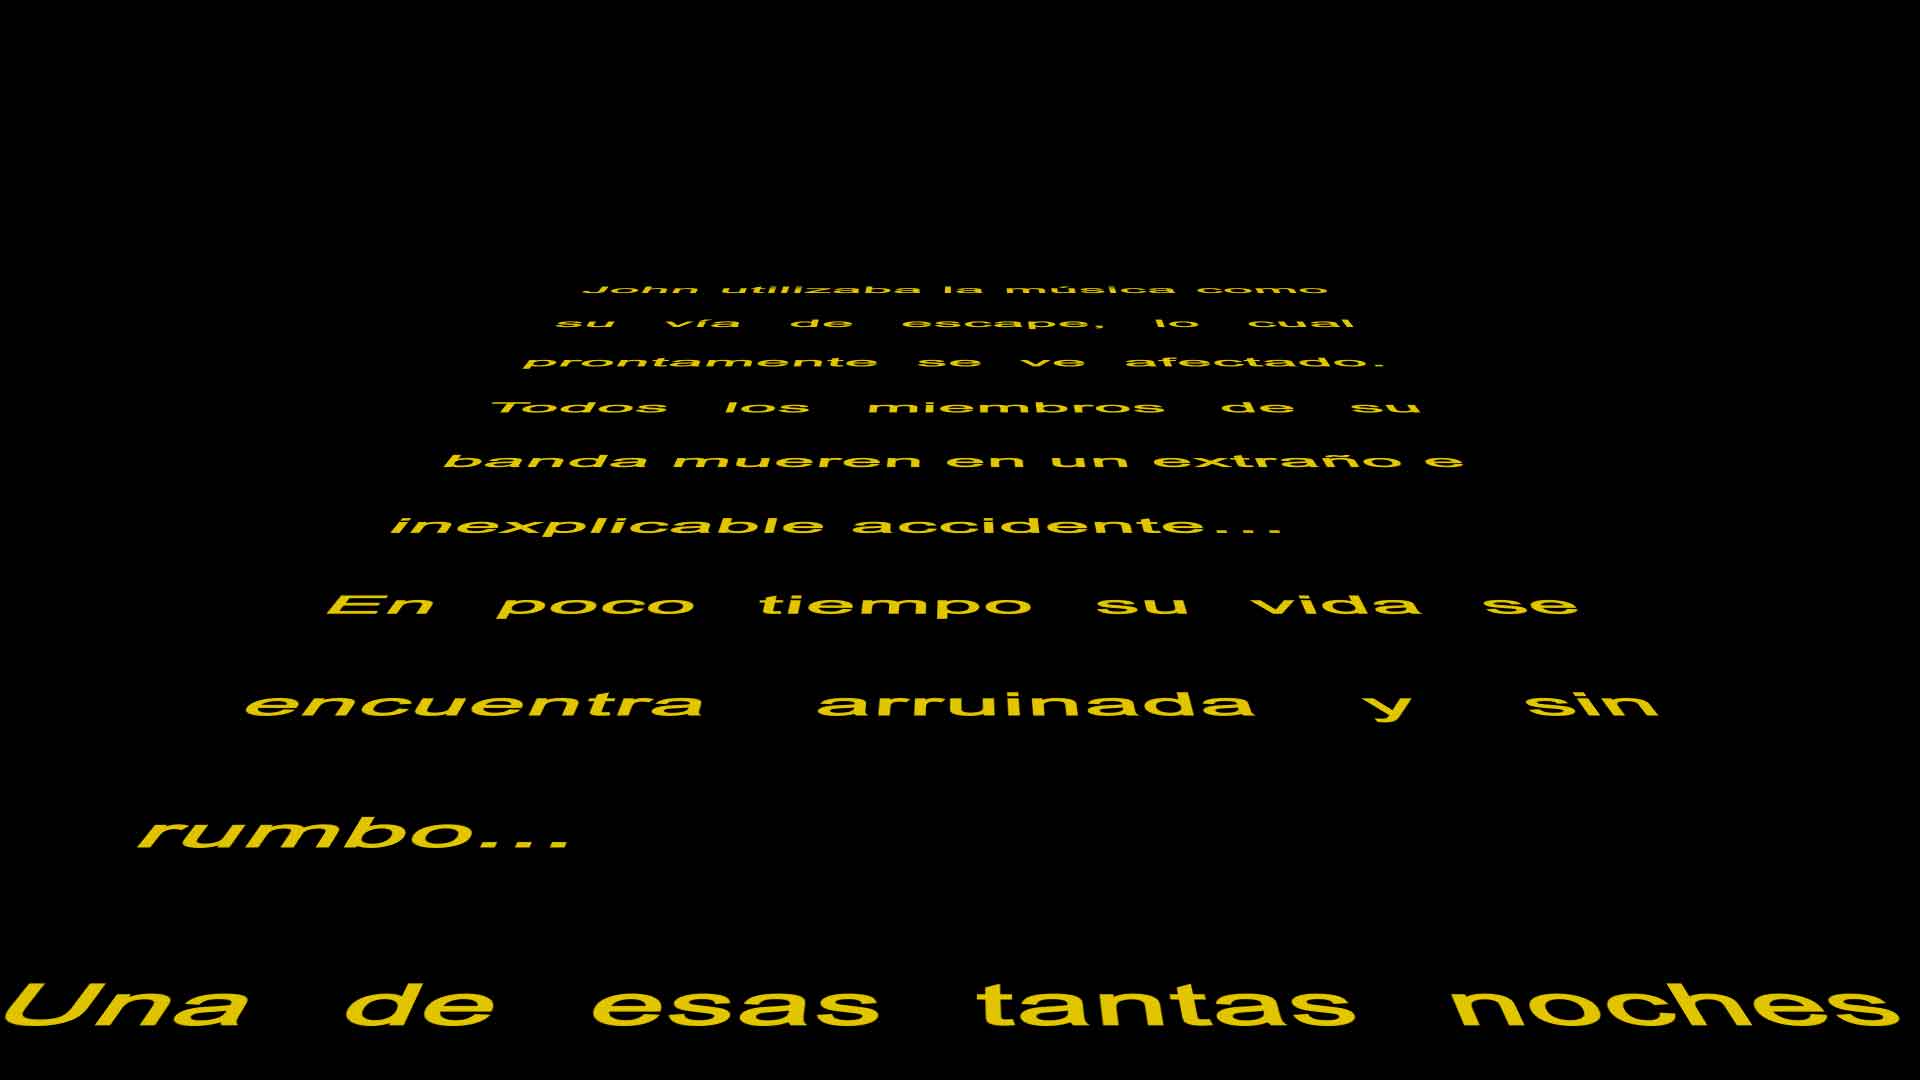 John utilizaba la música como
su vía de escape, lo cual
prontamente se ve afectado.
Todos los miembros de su
banda mueren en un extraño e
inexplicable accidente...
En poco tiempo su vida se
encuentra arruinada y sin
rumbo...
Una de esas tantas noches